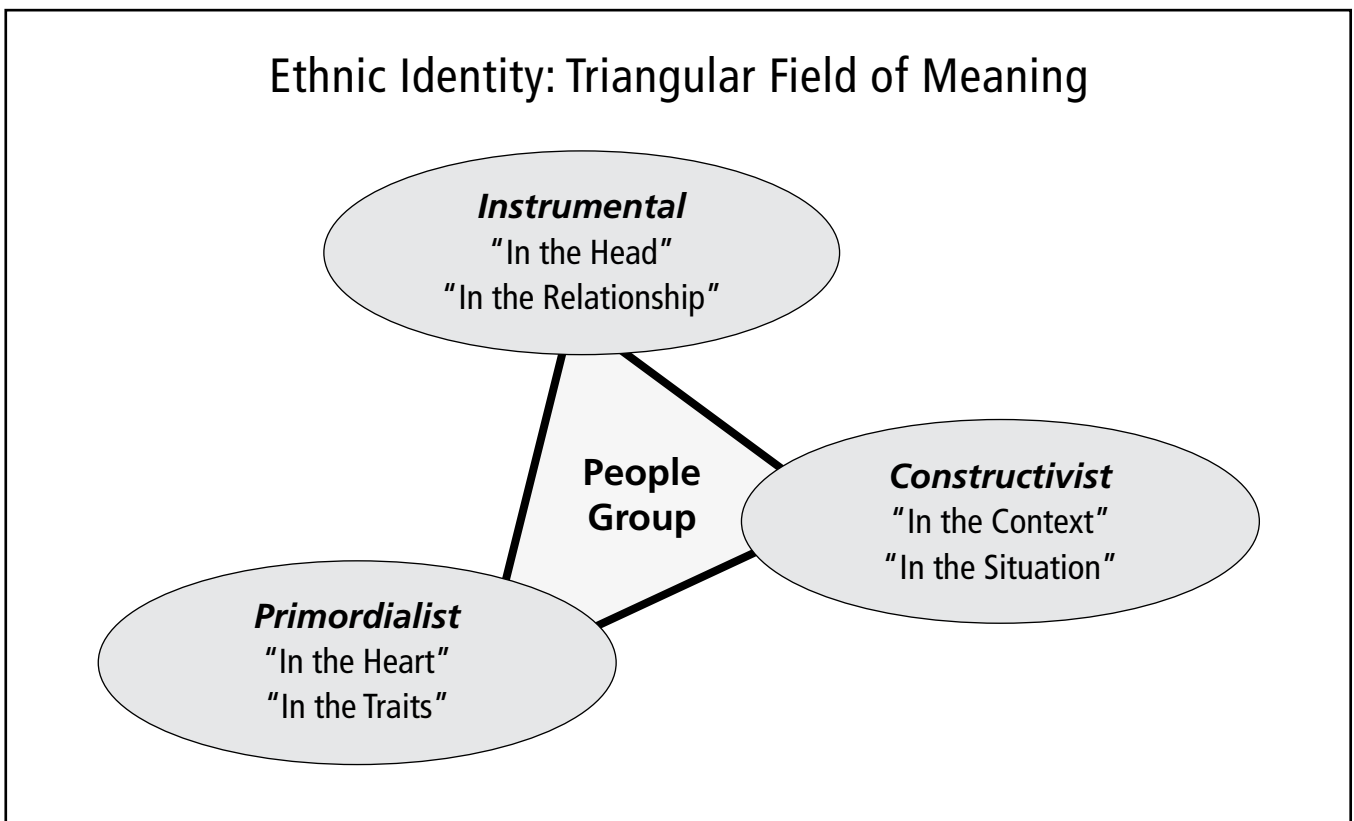 Ethnic Identity: Triangular Field of Meaning
Instrumental
“In the Head”
“In the Relationship”
People
Group
Constructivist
“In the Context”
“In the Situation”
Primordialist
“In the Heart”
“In the Traits”